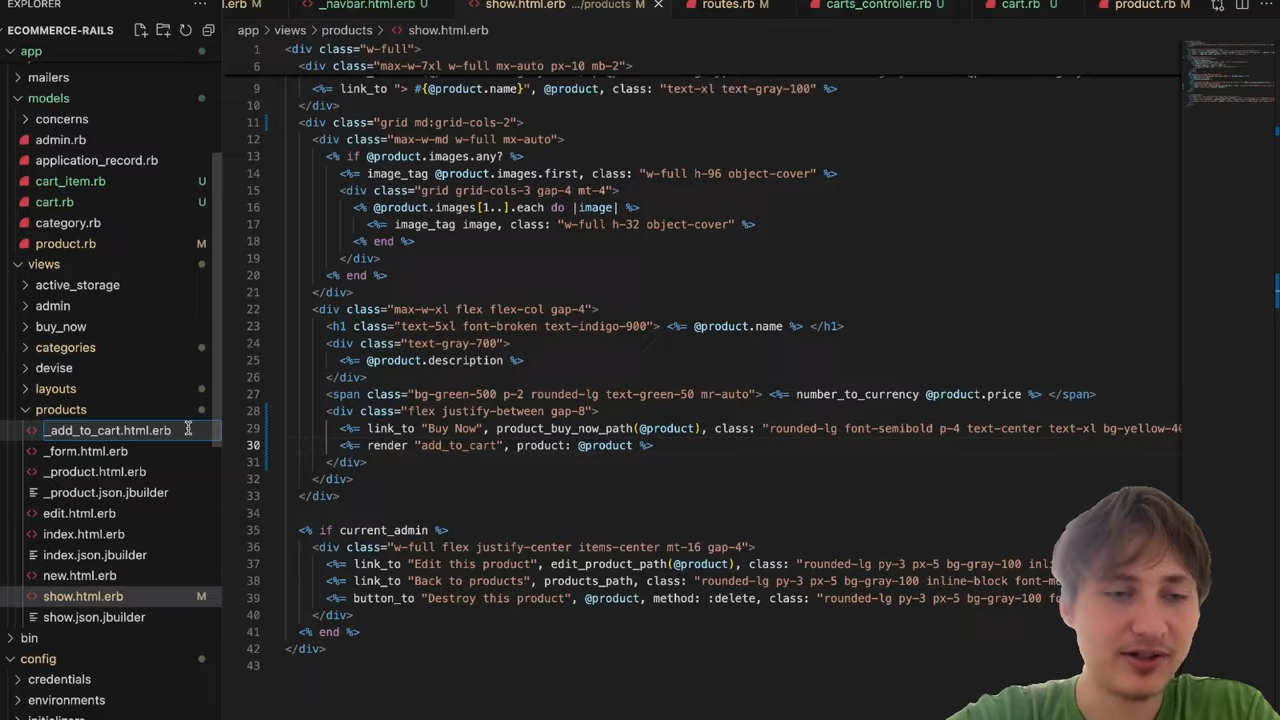 EXPLORER
···
.erb M
_navbar.html.erb U
show.html.erb .../products M
routes.rb M
carts_controller.rb U
cart.rb U
product.rb M
ECOMMERCE-RAILS
app > views > products > show.html.erb
app
mailers
models
concerns
admin.rb
application_record.rb
cart_item.rb U
cart.rb U
category.rb
product.rb M
views
active_storage
admin
buy_now
categories
devise
layouts
products
_add_to_cart.html.erb
_form.html.erb
_product.html.erb
_product.json.jbuilder
edit.html.erb
index.html.erb
index.json.jbuilder
new.html.erb
show.html.erb M
show.json.jbuilder
bin
config
credentials
environments
initializers
1 <div class="w-full">
6 <div class="max-w-7xl w-full mx-auto px-10 mb-2">
9 <%= link_to "> #{@product.name}", @product, class: "text-xl text-gray-100" %>
10 </div>
11 <div class="grid md:grid-cols-2">
12 <div class="max-w-md w-full mx-auto">
13 <% if @product.images.any? %>
14 <%= image_tag @product.images.first, class: "w-full h-96 object-cover" %>
15 <div class="grid grid-cols-3 gap-4 mt-4">
16 <% @product.images[1..].each do |image| %>
17 <%= image_tag image, class: "w-full h-32 object-cover" %>
18 <% end %>
19 </div>
20 <% end %>
21 </div>
22 <div class="max-w-xl flex flex-col gap-4">
23 <h1 class="text-5xl font-broken text-indigo-900"> <%= @product.name %> </h1>
24 <div class="text-gray-700">
25 <%= @product.description %>
26 </div>
27 <span class="bg-green-500 p-2 rounded-lg text-green-50 mr-auto"> <%= number_to_currency @product.price %> </span>
28 <div class="flex justify-between gap-8">
29 <%= link_to "Buy Now", product_buy_now_path(@product), class: "rounded-lg font-semibold p-4 text-center text-xl bg-yellow-40
30 <%= render "add_to_cart", product: @product %>
31 </div>
32 </div>
33 </div>
34
35 <% if current_admin %>
36 <div class="w-full flex justify-center items-center mt-16 gap-4">
37 <%= link_to "Edit this product", edit_product_path(@product), class: "rounded-lg py-3 px-5 bg-gray-100 inl
38 <%= link_to "Back to products", products_path, class: "rounded-lg py-3 px-5 bg-gray-100 inline-block font-m
39 <%= button_to "Destroy this product", @product, method: :delete, class: "rounded-lg py-3 px-5 bg-gray-100 fo
40 </div>
41 <% end %>
42 </div>
43